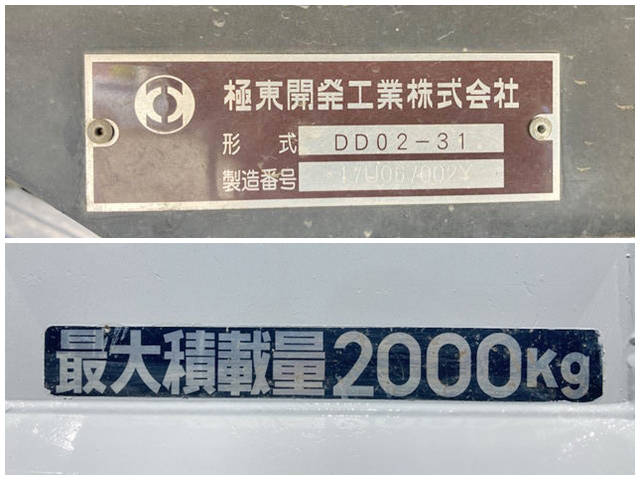 極東開発工業株式会社
形式 DD02-31
製造番号
最大積載量2000Kg